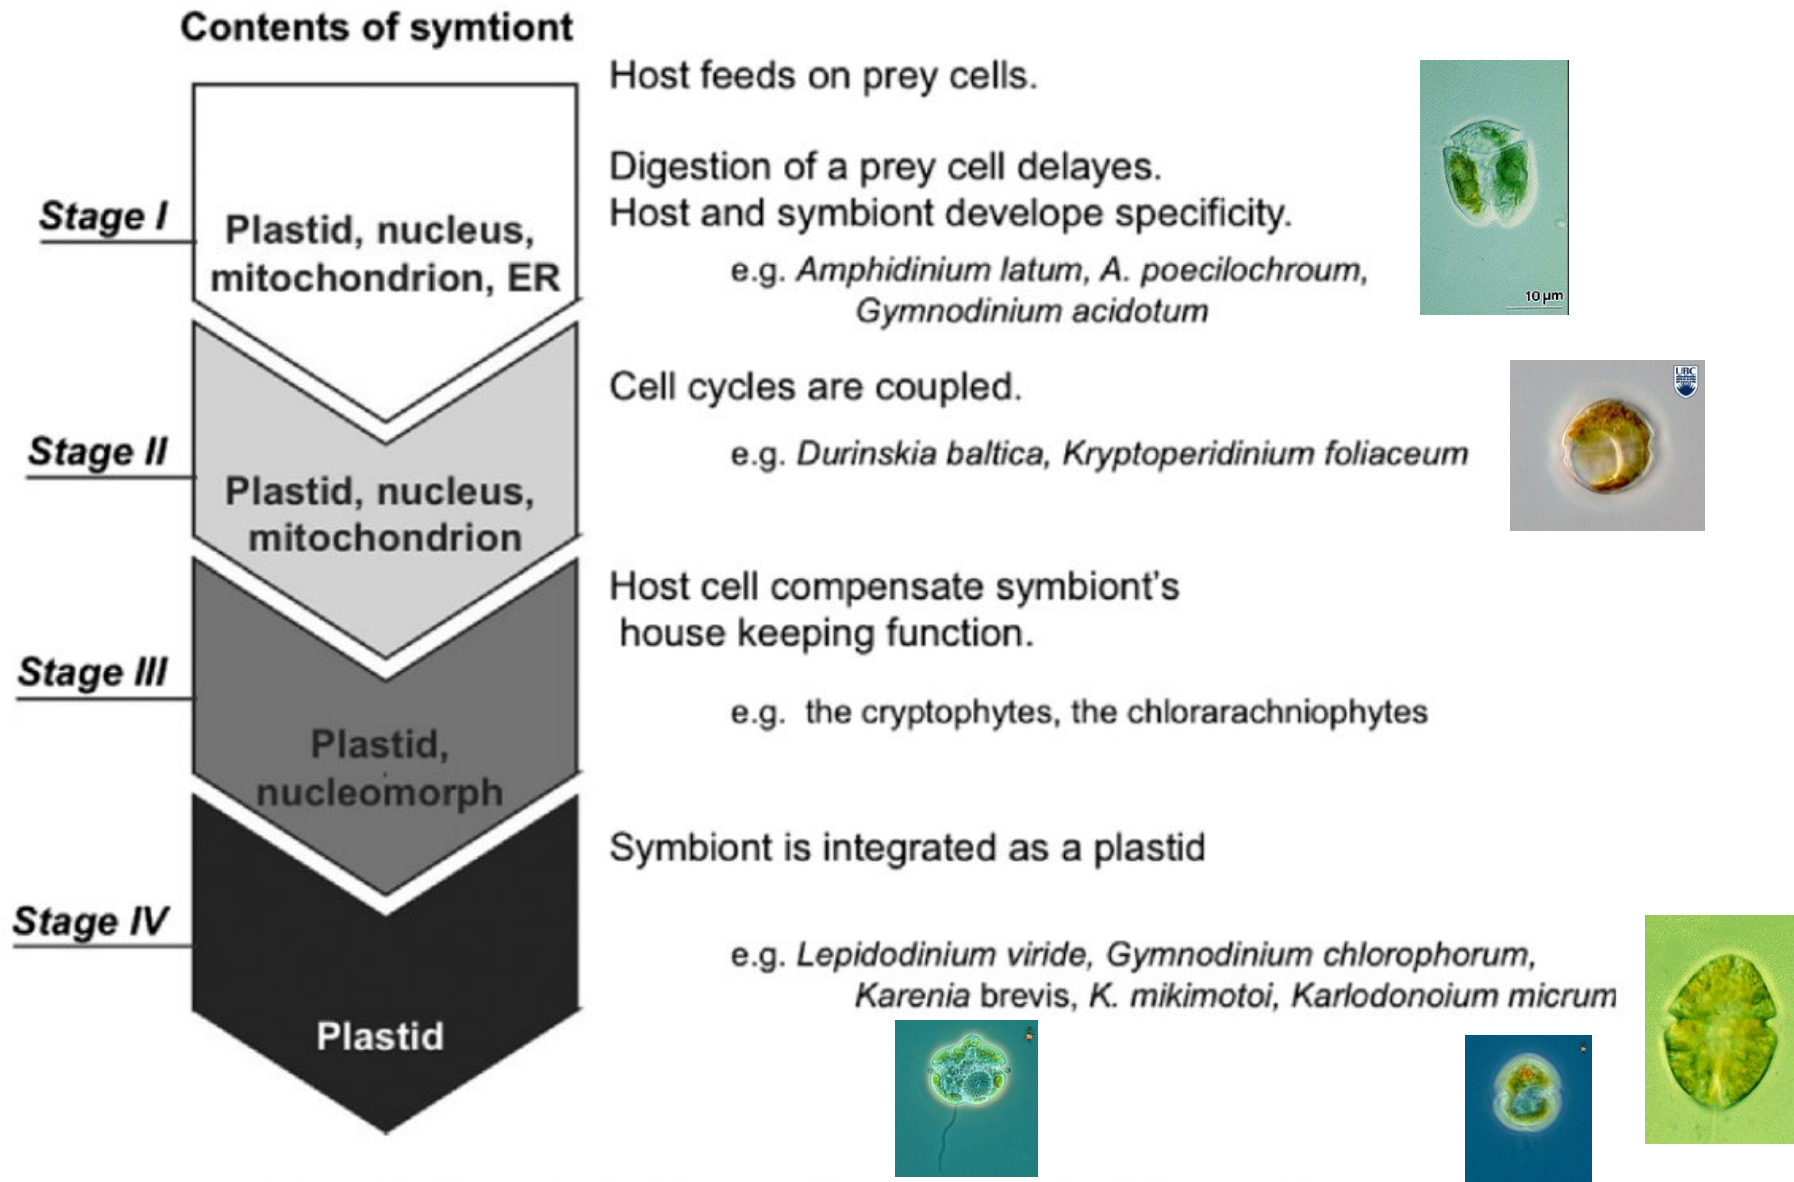 Contents of symtiont
Host feeds on prey cells.
Digestion of a prey cell delayes.
Stage I
Host and symbiont develope specificity.
Plastid, nucleus,
mitochondrion, ER
e.g. Amphidinium latum, A. poecilochroum,
Gymnodinium acidotum
10 µm
Cell cycles are coupled.
UBC
Stage II
e.g. Durinskia baltica, Kryptoperidinium foliaceum
Plastid, nucleus,
mitochondrion
Host cell compensate symbiont's
house keeping function.
Stage III
e.g. the cryptophytes, the chlorarachniophytes
Plastid,
nucleomorph
Symbiont is integrated as a plastid
Stage IV
e.g. Lepidodinium viride, Gymnodinium chlorophorum,
Karenia brevis, K. mikimotoi, Karlodonoium micrum
Plastid